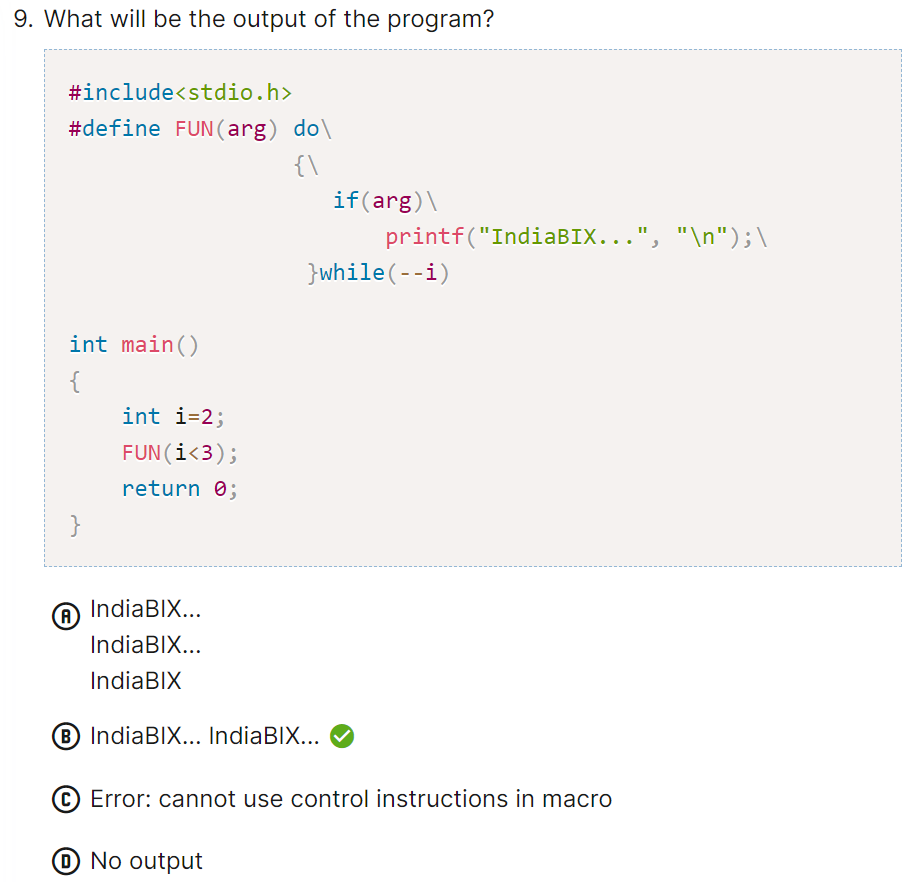 9. What will be the output of the program?
#include<stdio.h>
#define FUN(arg) do\
{\
if(arg)\
printf("IndiaBIX...", "\n");\
}while(--i)
int main()
{
int i=2;
FUN(i<3);
return 0;
}
A IndiaBIX...
IndiaBIX...
IndiaBIX
B IndiaBIX... IndiaBIX...
C Error: cannot use control instructions in macro
D No output